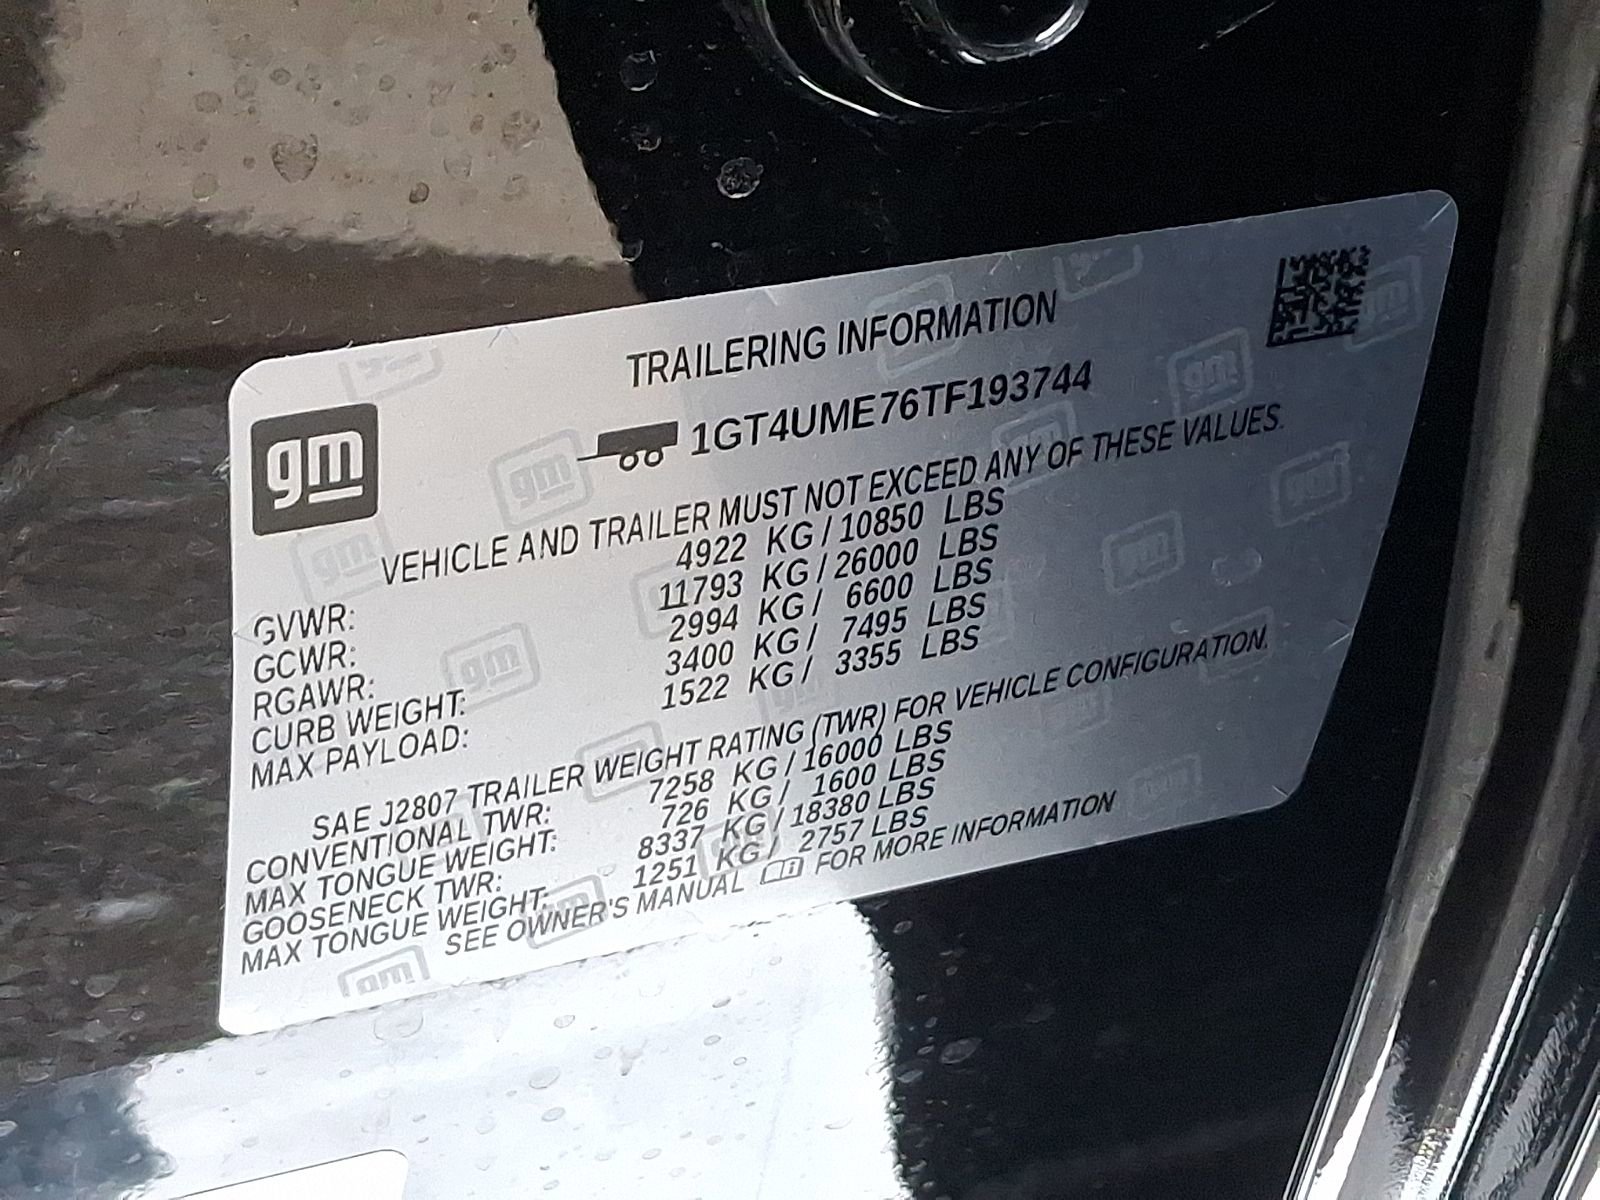 TRAILERING INFORMATION
gm
1GT4UME76TF193744
VEHICLE AND TRAILER MUST NOT EXCEED ANY OF THESE VALUES.
GVWR: 4922 KG / 10850 LBS
GCWR: 11793 KG / 26000 LBS
RGAWR: 2994 KG / 6600 LBS
CURB WEIGHT: 3400 KG / 7495 LBS
MAX PAYLOAD: 1522 KG / 3355 LBS
SAE J2807 TRAILER WEIGHT RATING (TWR) FOR VEHICLE CONFIGURATION.
CONVENTIONAL TWR: 7258 KG / 16000 LBS
MAX TONGUE WEIGHT: 726 KG / 1600 LBS
GOOSENECK TWR: 8337 KG / 18380 LBS
MAX TONGUE WEIGHT: 1251 KG / 2757 LBS
SEE OWNER'S MANUAL FOR MORE INFORMATION